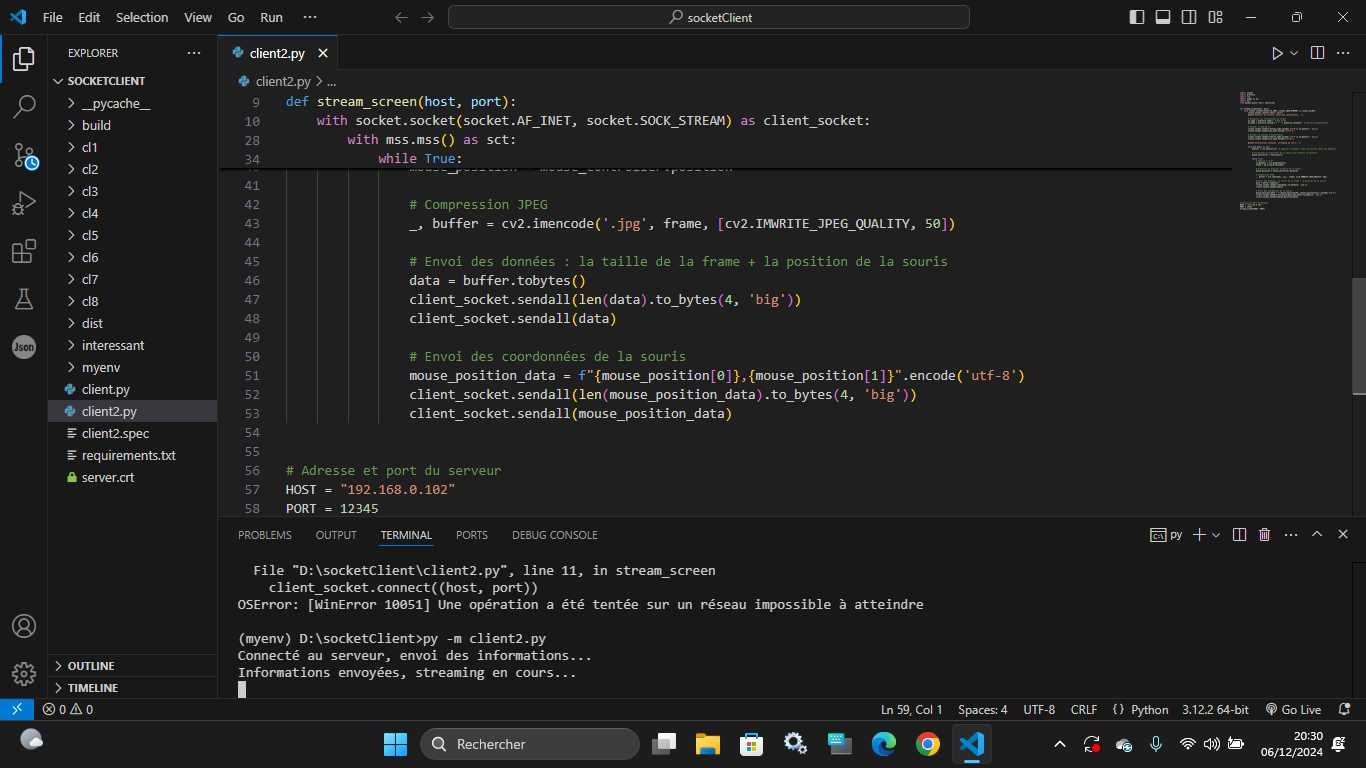 File Edit Selection View Go Run ··· socketClient
EXPLORER ···
SOCKETCLIENT
__pycache__
build
cl1
cl2
cl3
cl4
cl5
cl6
cl7
cl8
dist
interessant
myenv
client.py
client2.py
client2.spec
requirements.txt
server.crt
OUTLINE
TIMELINE
Json
client2.py
client2.py > ...
9 def stream_screen(host, port):
10 with socket.socket(socket.AF_INET, socket.SOCK_STREAM) as client_socket:
28 with mss.mss() as sct:
34 while True:
41
42 # Compression JPEG
43 _, buffer = cv2.imencode('.jpg', frame, [cv2.IMWRITE_JPEG_QUALITY, 50])
44
45 # Envoi des données : la taille de la frame + la position de la souris
46 data = buffer.tobytes()
47 client_socket.sendall(len(data).to_bytes(4, 'big'))
48 client_socket.sendall(data)
49
50 # Envoi des coordonnées de la souris
51 mouse_position_data = f"{mouse_position[0]},{mouse_position[1]}".encode('utf-8')
52 client_socket.sendall(len(mouse_position_data).to_bytes(4, 'big'))
53 client_socket.sendall(mouse_position_data)
54
55
56 # Adresse et port du serveur
57 HOST = "192.168.0.102"
58 PORT = 12345
PROBLEMS OUTPUT TERMINAL PORTS DEBUG CONSOLE py
File "D:\socketClient\client2.py", line 11, in stream_screen
client_socket.connect((host, port))
OSError: [WinError 10051] Une opération a été tentée sur un réseau impossible à atteindre
(myenv) D:\socketClient>py -m client2.py
Connecté au serveur, envoi des informations...
Informations envoyées, streaming en cours...
0 0 Ln 59, Col 1 Spaces: 4 UTF-8 CRLF {} Python 3.12.2 64-bit Go Live
Rechercher
20:30
06/12/2024